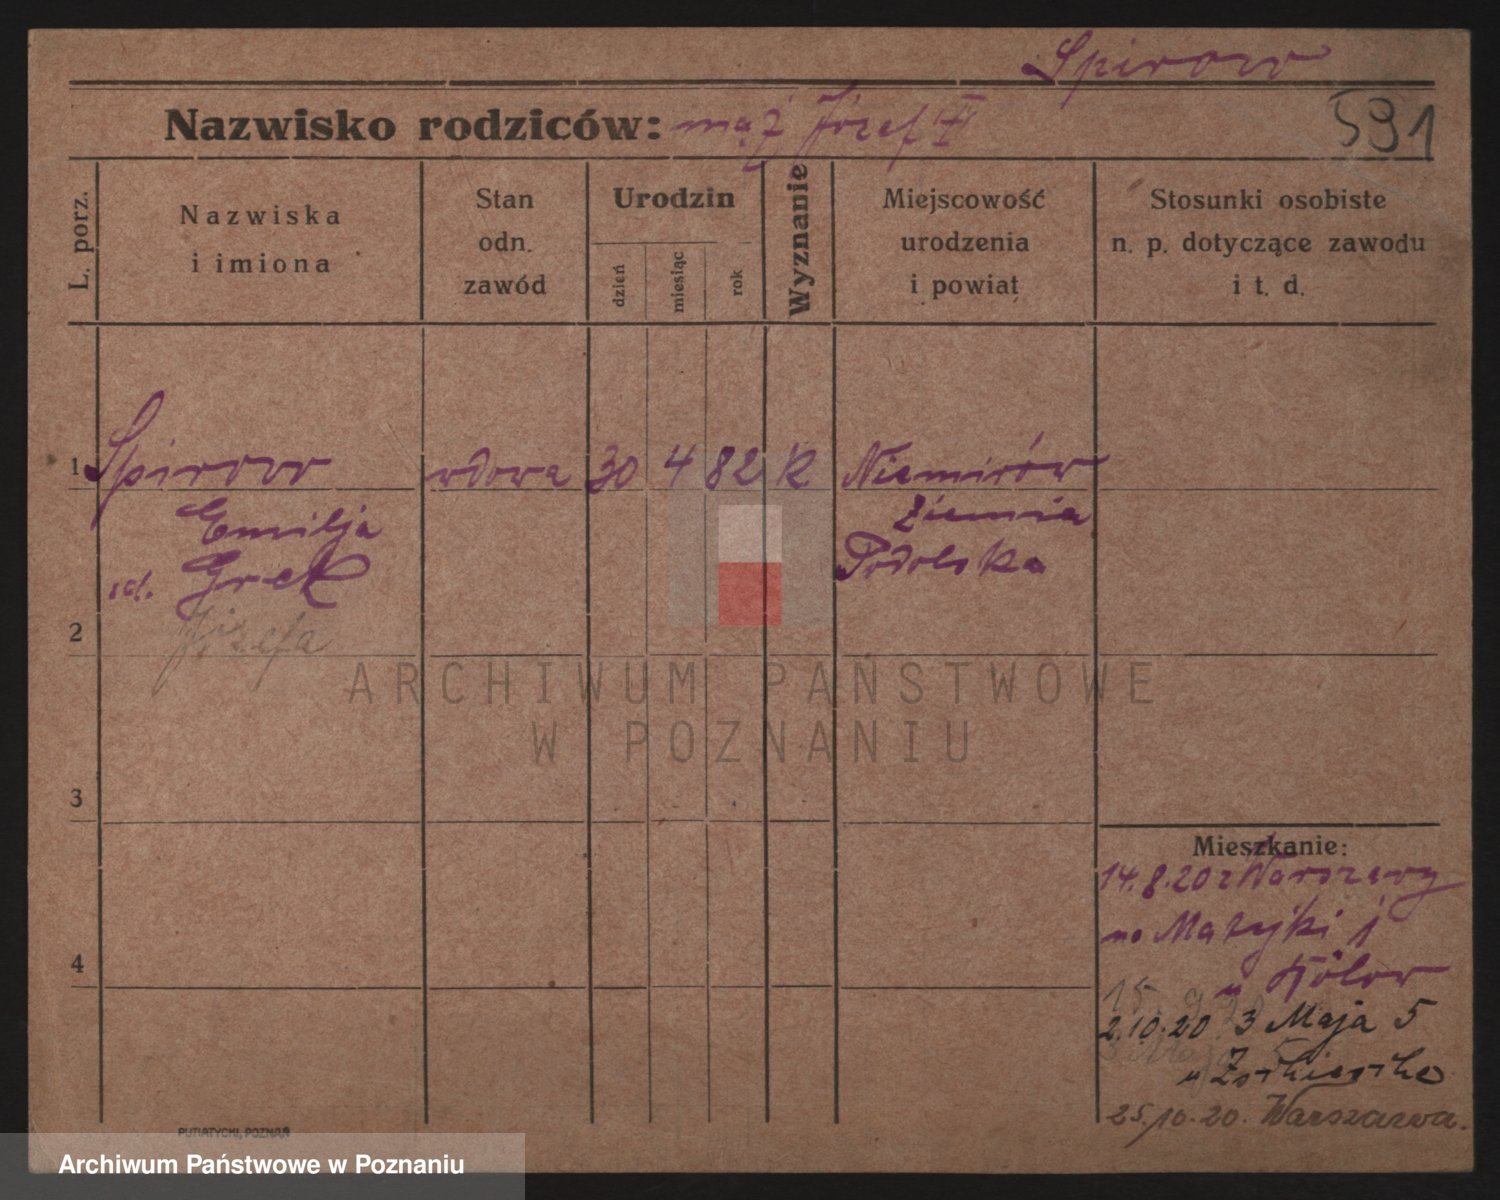 Spirow
Nazwisko rodziców: mąż Józef †
591
L. porz.
Nazwiska
i imiona
Stan
odn.
zawód
Urodzin
dzień
miesiąc
rok
Wyznanie
Miejscowość
urodzenia
i powiat
Stosunki osobiste
n. p. dotyczące zawodu
i t. d.
1 Spirow wdowa 30 4 82 K Niemirów
Emilja Ziemia
Grek Podolska
2 Józefa
ARCHIWUM PAŃSTWOWE
W POZNANIU
3
Mieszkanie:
14.8.20 z Warszawy
na Matejki
4
u
15.
2.10.20 3 Maja 5
u
25.10.20. Warszawa.
PUTIATYCKI, POZNAŃ
Archiwum Państwowe w Poznaniu